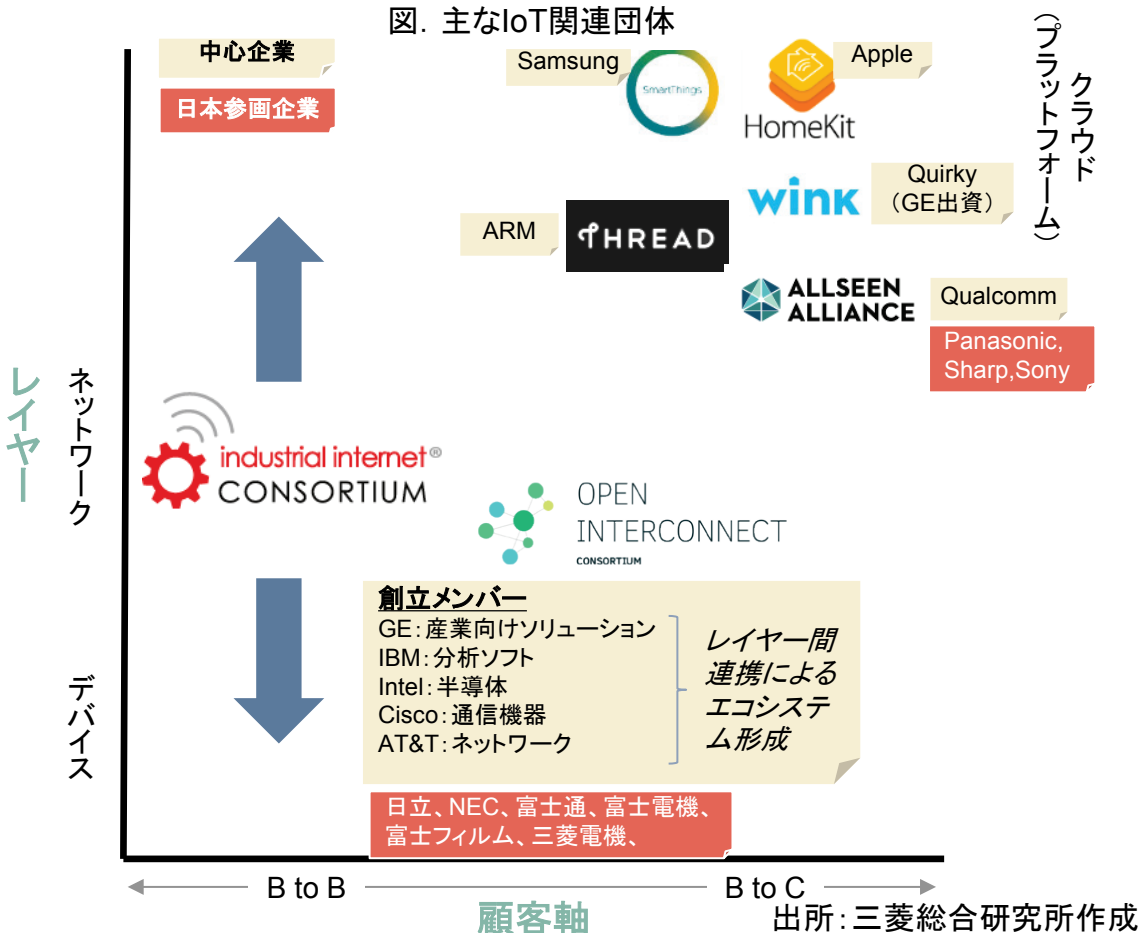 図．主なIoT関連団体
中心企業
日本参画企業
Samsung
SmartThings
Apple
HomeKit
クラウド
（プラットフォーム）
wink
Quirky
（GE出資）
ARM
THREAD
ALLSEEN
ALLIANCE
Qualcomm
Panasonic,
Sharp,Sony
レイヤー
ネットワーク
industrial internet®
CONSORTIUM
OPEN
INTERCONNECT
CONSORTIUM
創立メンバー
GE：産業向けソリューション
IBM：分析ソフト
Intel：半導体
Cisco：通信機器
AT&T：ネットワーク
レイヤー間
連携による
エコシステ
ム形成
デバイス
日立、NEC、富士通、富士電機、
富士フィルム、三菱電機、
B to B
B to C
顧客軸
出所：三菱総合研究所作成